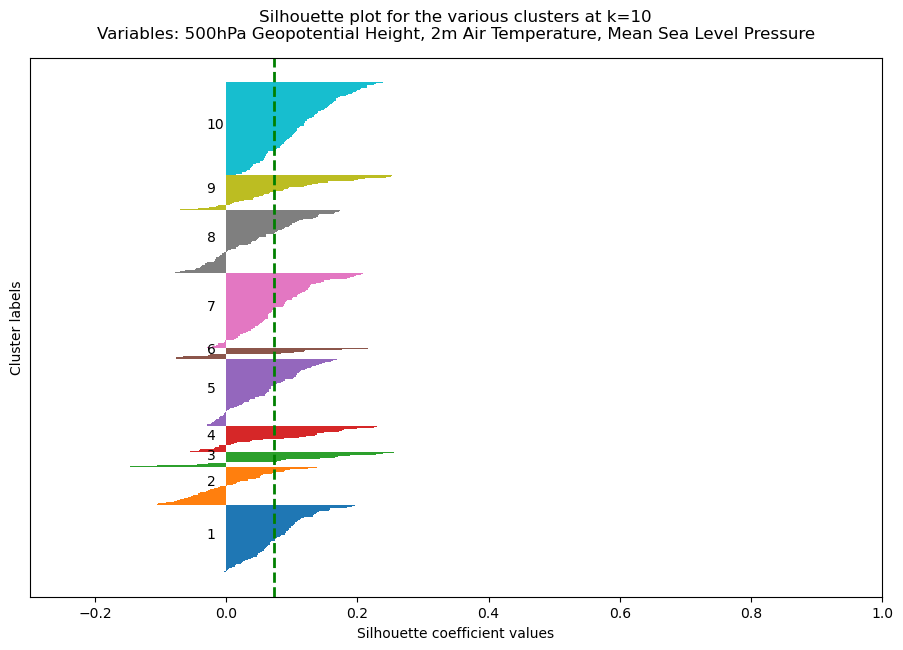 Silhouette plot for the various clusters at k=10
Variables: 500hPa Geopotential Height, 2m Air Temperature, Mean Sea Level Pressure
Cluster labels
10
9
8
7
6
5
4
3
2
1
−0.2 0.0 0.2 0.4 0.6 0.8 1.0
Silhouette coefficient values